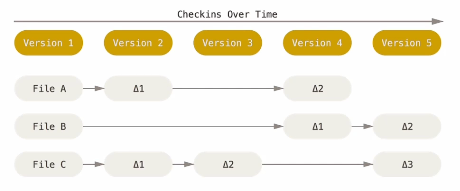 Checkins Over Time
Version 1 Version 2 Version 3 Version 4 Version 5
File A Δ1 Δ2
File B Δ1 Δ2
File C Δ1 Δ2 Δ3